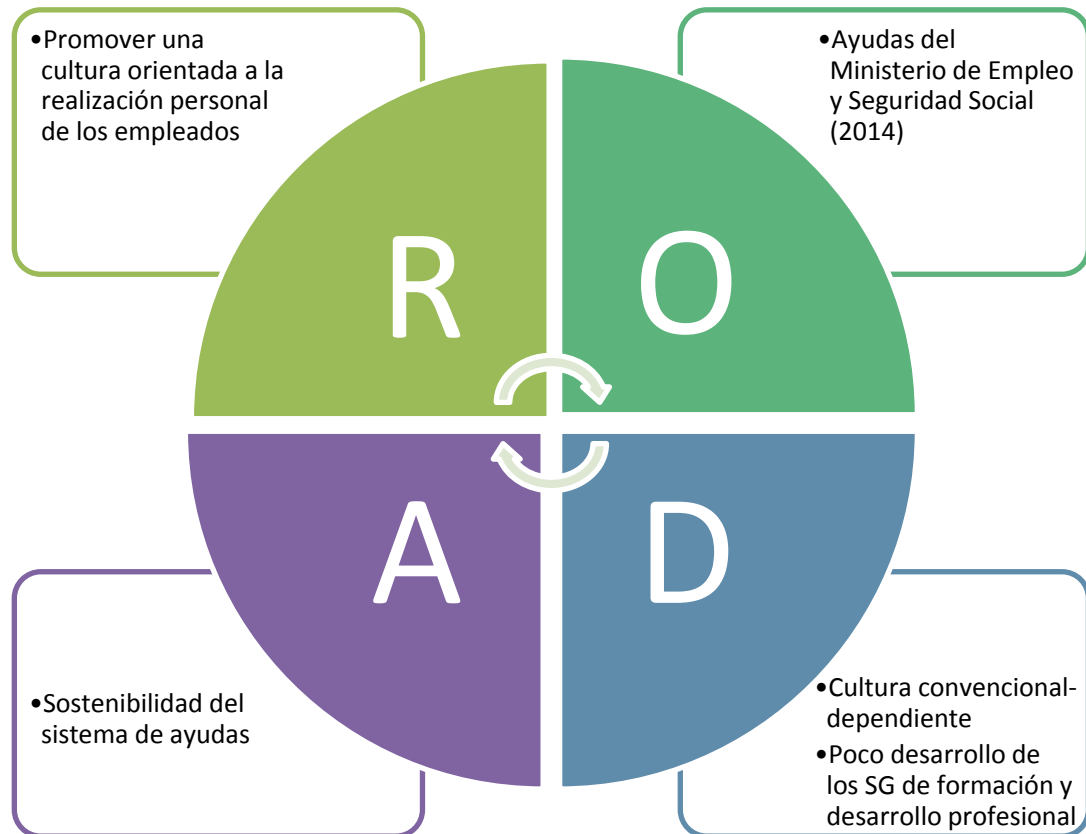 •Promover una
cultura orientada a la
realización personal
de los empleados
•Ayudas del
Ministerio de Empleo
y Seguridad Social
(2014)
R
O
A
D
•Sostenibilidad del
sistema de ayudas
•Cultura convencional-
dependiente
•Poco desarrollo de
los SG de formación y
desarrollo profesional